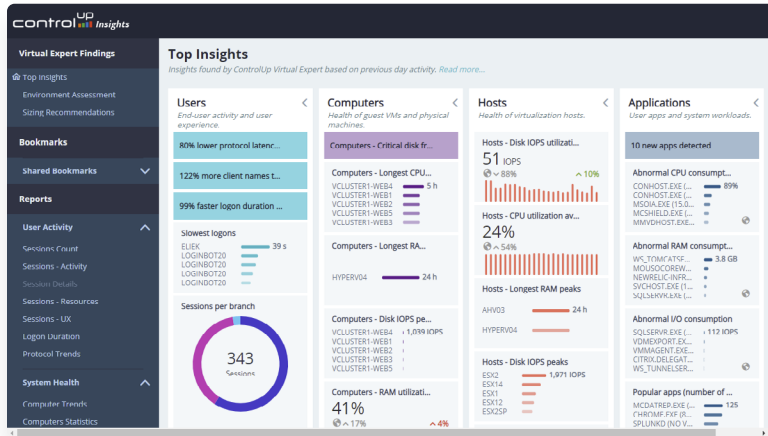 controlup Insights
Virtual Expert Findings
Top Insights
Environment Assessment
Sizing Recommendations
Bookmarks
Shared Bookmarks
Reports
User Activity
Sessions Count
Sessions - Activity
Session Details
Sessions - Resources
Sessions - UX
Logon Duration
Protocol Trends
System Health
Computer Trends
Computers Statistics
Top Insights
Insights found by ControlUp Virtual Expert based on previous day activity. Read more...
Users
End-user activity and user
experience.
80% lower protocol latenc...
122% more client names t...
99% faster logon duration ...
Slowest logons
ELIEK 39 s
LOGINBOT20
LOGINBOT20
LOGINBOT20
LOGINBOT20
Sessions per branch
343
Sessions
Computers
Health of guest VMs and physical
machines.
Computers - Critical disk fr...
Computers - Longest CPU...
VCLUSTER1-WEB4 5 h
VCLUSTER1-WEB1
VCLUSTER1-WEB2
VCLUSTER1-WEB5
VCLUSTER1-WEB3
Computers - Longest RA...
HYPERV04 24 h
Computers - Disk IOPS pe...
VCLUSTER1-WEB4 1,039 IOPS
VCLUSTER1-WEB1
VCLUSTER1-WEB2
VCLUSTER1-WEB3
VCLUSTER1-WEB5
Computers - RAM utilizati...
41%
17% 4%
Hosts
Health of virtualization hosts.
Hosts - Disk IOPS utilizati...
51 IOPS
88% 10%
Hosts - CPU utilization av...
24%
54%
Hosts - Longest RAM peaks
AHV03 24 h
HYPERV04
Hosts - Disk IOPS peaks
ESX2 1,971 IOPS
ESX14
ESX1
ESX12
ESX2SP
Applications
User apps and system workloads.
10 new apps detected
Abnormal CPU consumpt...
CONHOST.EXE (... 89%
CONHOST.EXE (...
MSOIA.EXE (15.0...
MCSHIELD.EXE (...
MMVDHOST.EXE...
Abnormal RAM consumpt...
WS_TOMCATSE... 3.8 GB
MOUSOCOREW...
NEWRELIC-INFR...
SVCHOST.EXE (1...
SQLSERVR.EXE (...
Abnormal I/O consumption
SQLSERVR.EXE (... 112 IOPS
VDMEXPORT.EX...
VMMAGENT.EXE...
CITRIX.DELEGAT...
WS_TUNNELSER...
Popular apps (number of ...
MCDATREP.EXE (... 125
CHROME.EXE (8...
SPLUNKD (NO V...